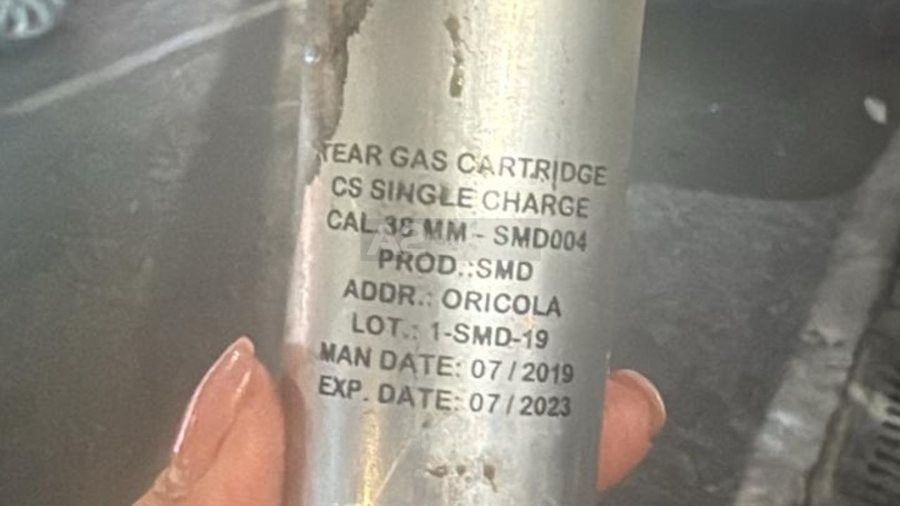 TEAR GAS CARTRIDGE
CS SINGLE CHARGE
CAL.38 MM - SMD004
PROD.:SMD
ADDR.: ORICOLA
LOT.: 1-SMD-19
MAN DATE: 07/2019
EXP. DATE: 07/2023